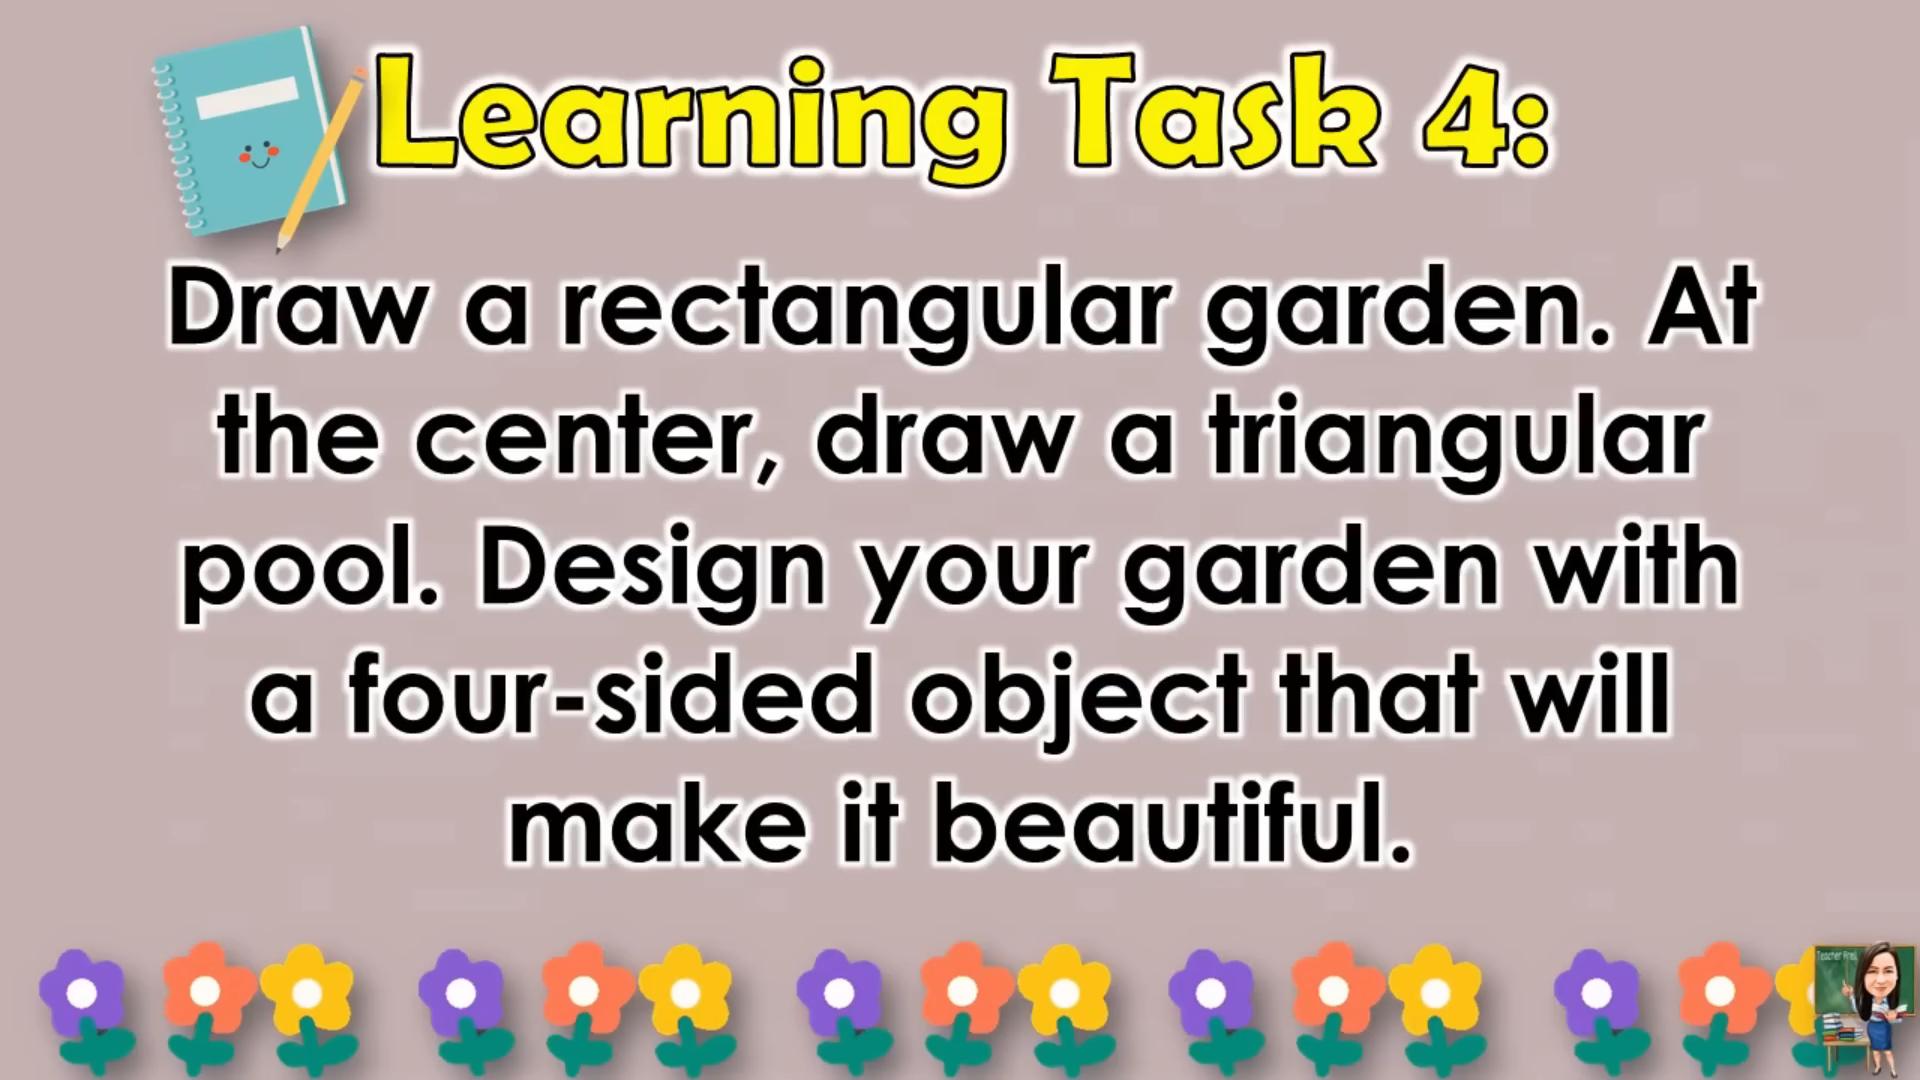 Learning Task 4:
Draw a rectangular garden. At
the center, draw a triangular
pool. Design your garden with
a four-sided object that will
make it beautiful.